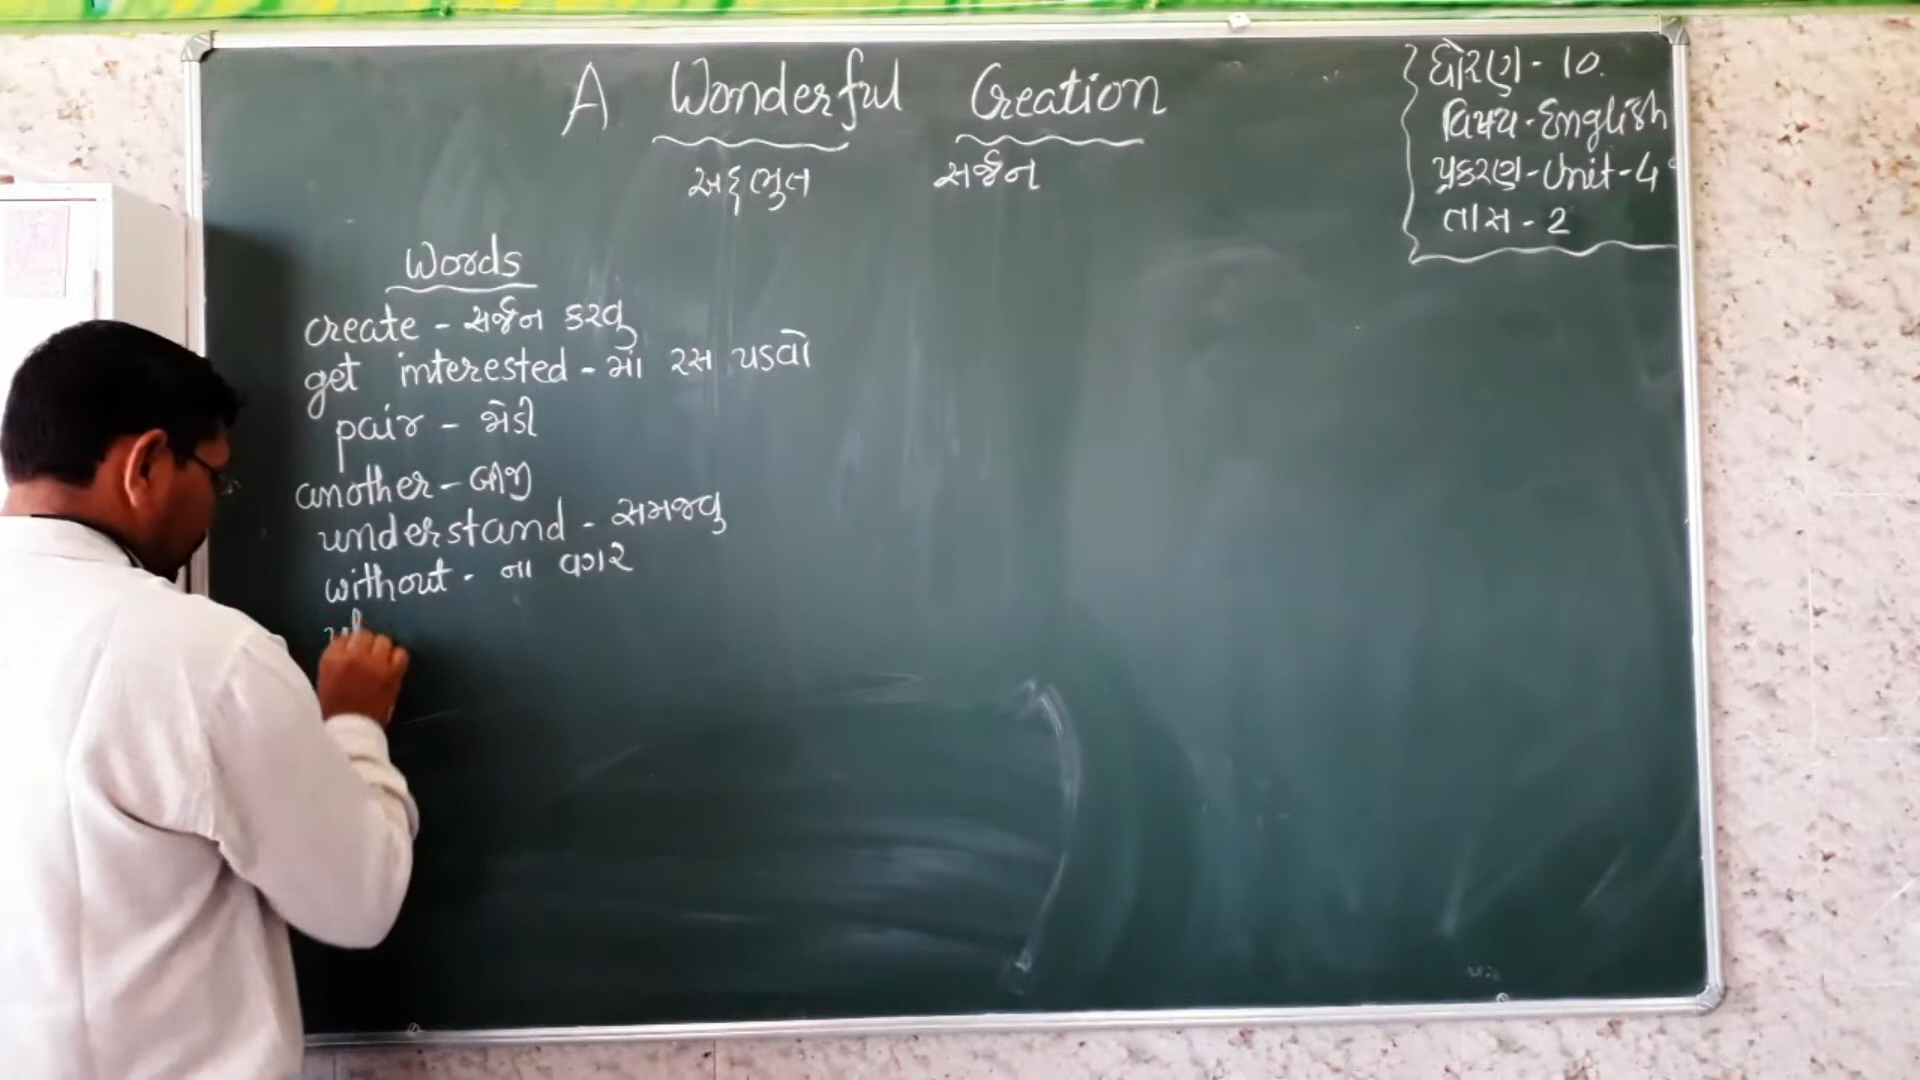 A Wonderful Creation
અદ્દભુત સર્જન
ધોરણ - 10.
વિષય - English
પ્રકરણ - Unit - 4
તાસ - 2
Words
create - સર્જન કરવુ
get interested - માં રસ પડવો
pair - જોડી
another - બીજી
understand - સમજવુ
without - ના વગર